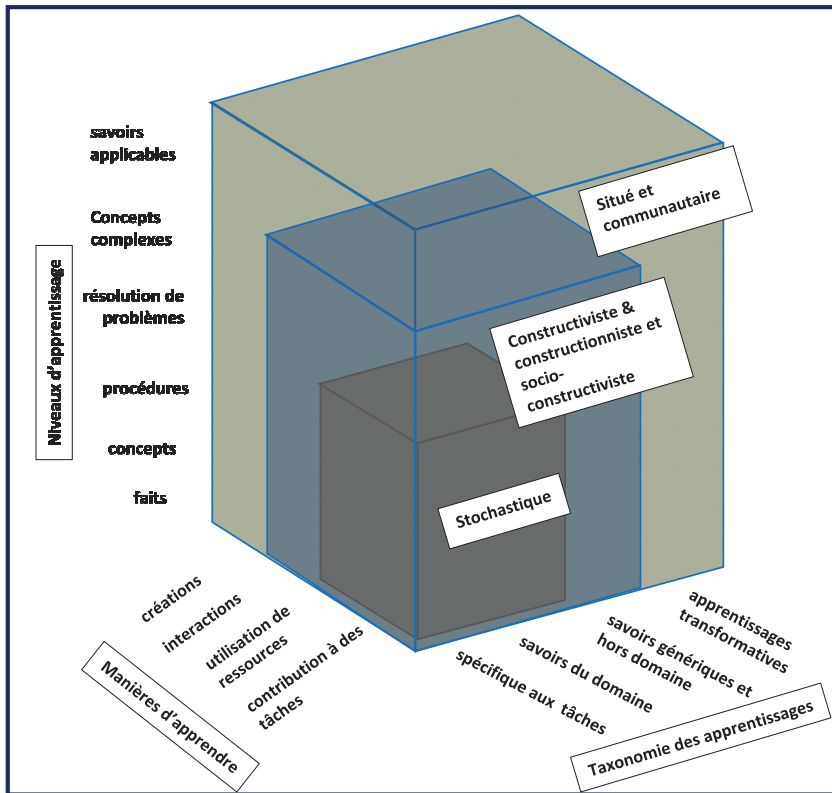 savoirs
applicables
Concepts
complexes
résolution de
problèmes
procédures
concepts
faits
Niveaux d'apprentissage
Situé et
communautaire
Constructiviste &
constructionniste et
socio-
constructiviste
Stochastique
créations
interactions
utilisation de
ressources
contribution à des
tâches
Manières d'apprendre
spécifique aux tâches
savoirs du domaine
savoirs génériques et
hors domaine
apprentissages
transformatives
Taxonomie des apprentissages